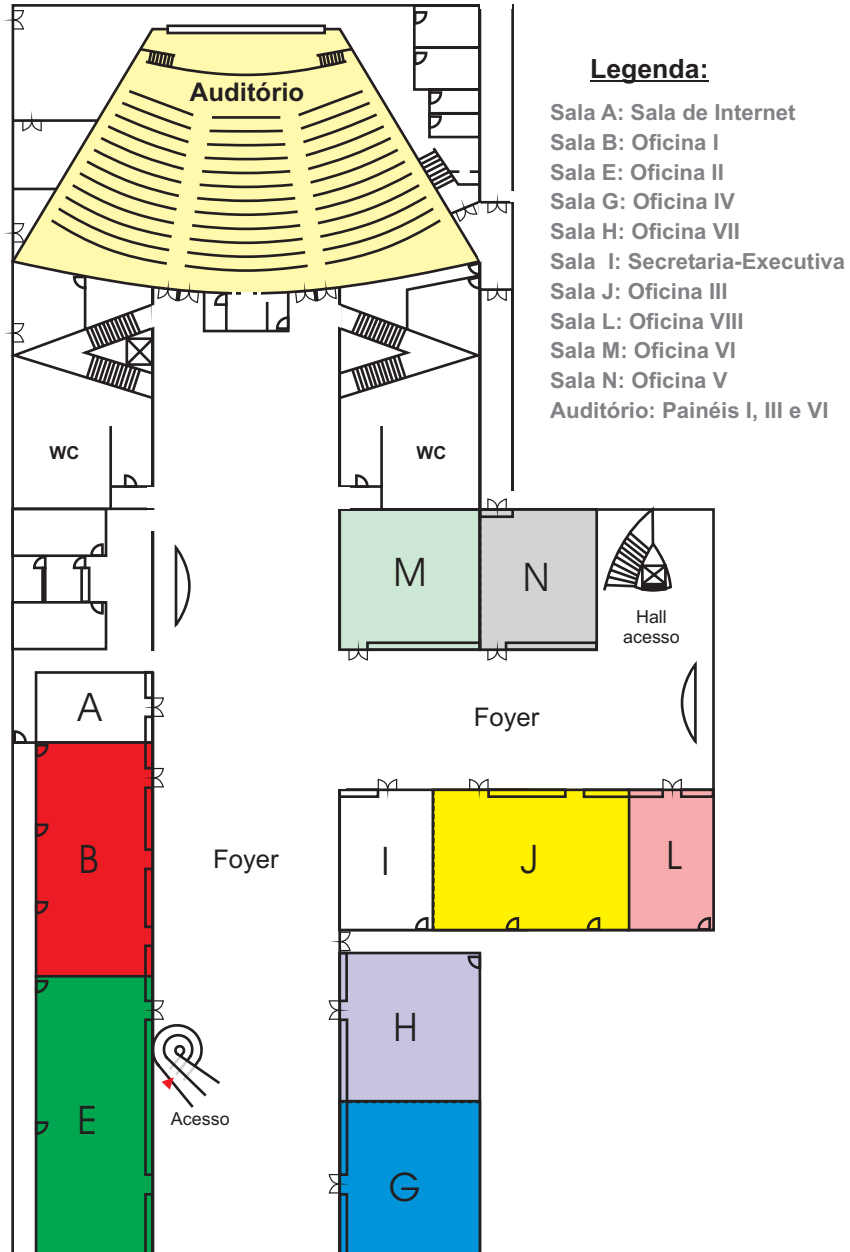 Auditório
Legenda:
Sala A: Sala de Internet
Sala B: Oficina I
Sala E: Oficina II
Sala G: Oficina IV
Sala H: Oficina VII
Sala I: Secretaria-Executiva
Sala J: Oficina III
Sala L: Oficina VIII
Sala M: Oficina VI
Sala N: Oficina V
Auditório: Painéis I, III e VI
WC
WC
M
N
Hall
acesso
A
Foyer
B
Foyer
I
J
L
H
E
Acesso
G